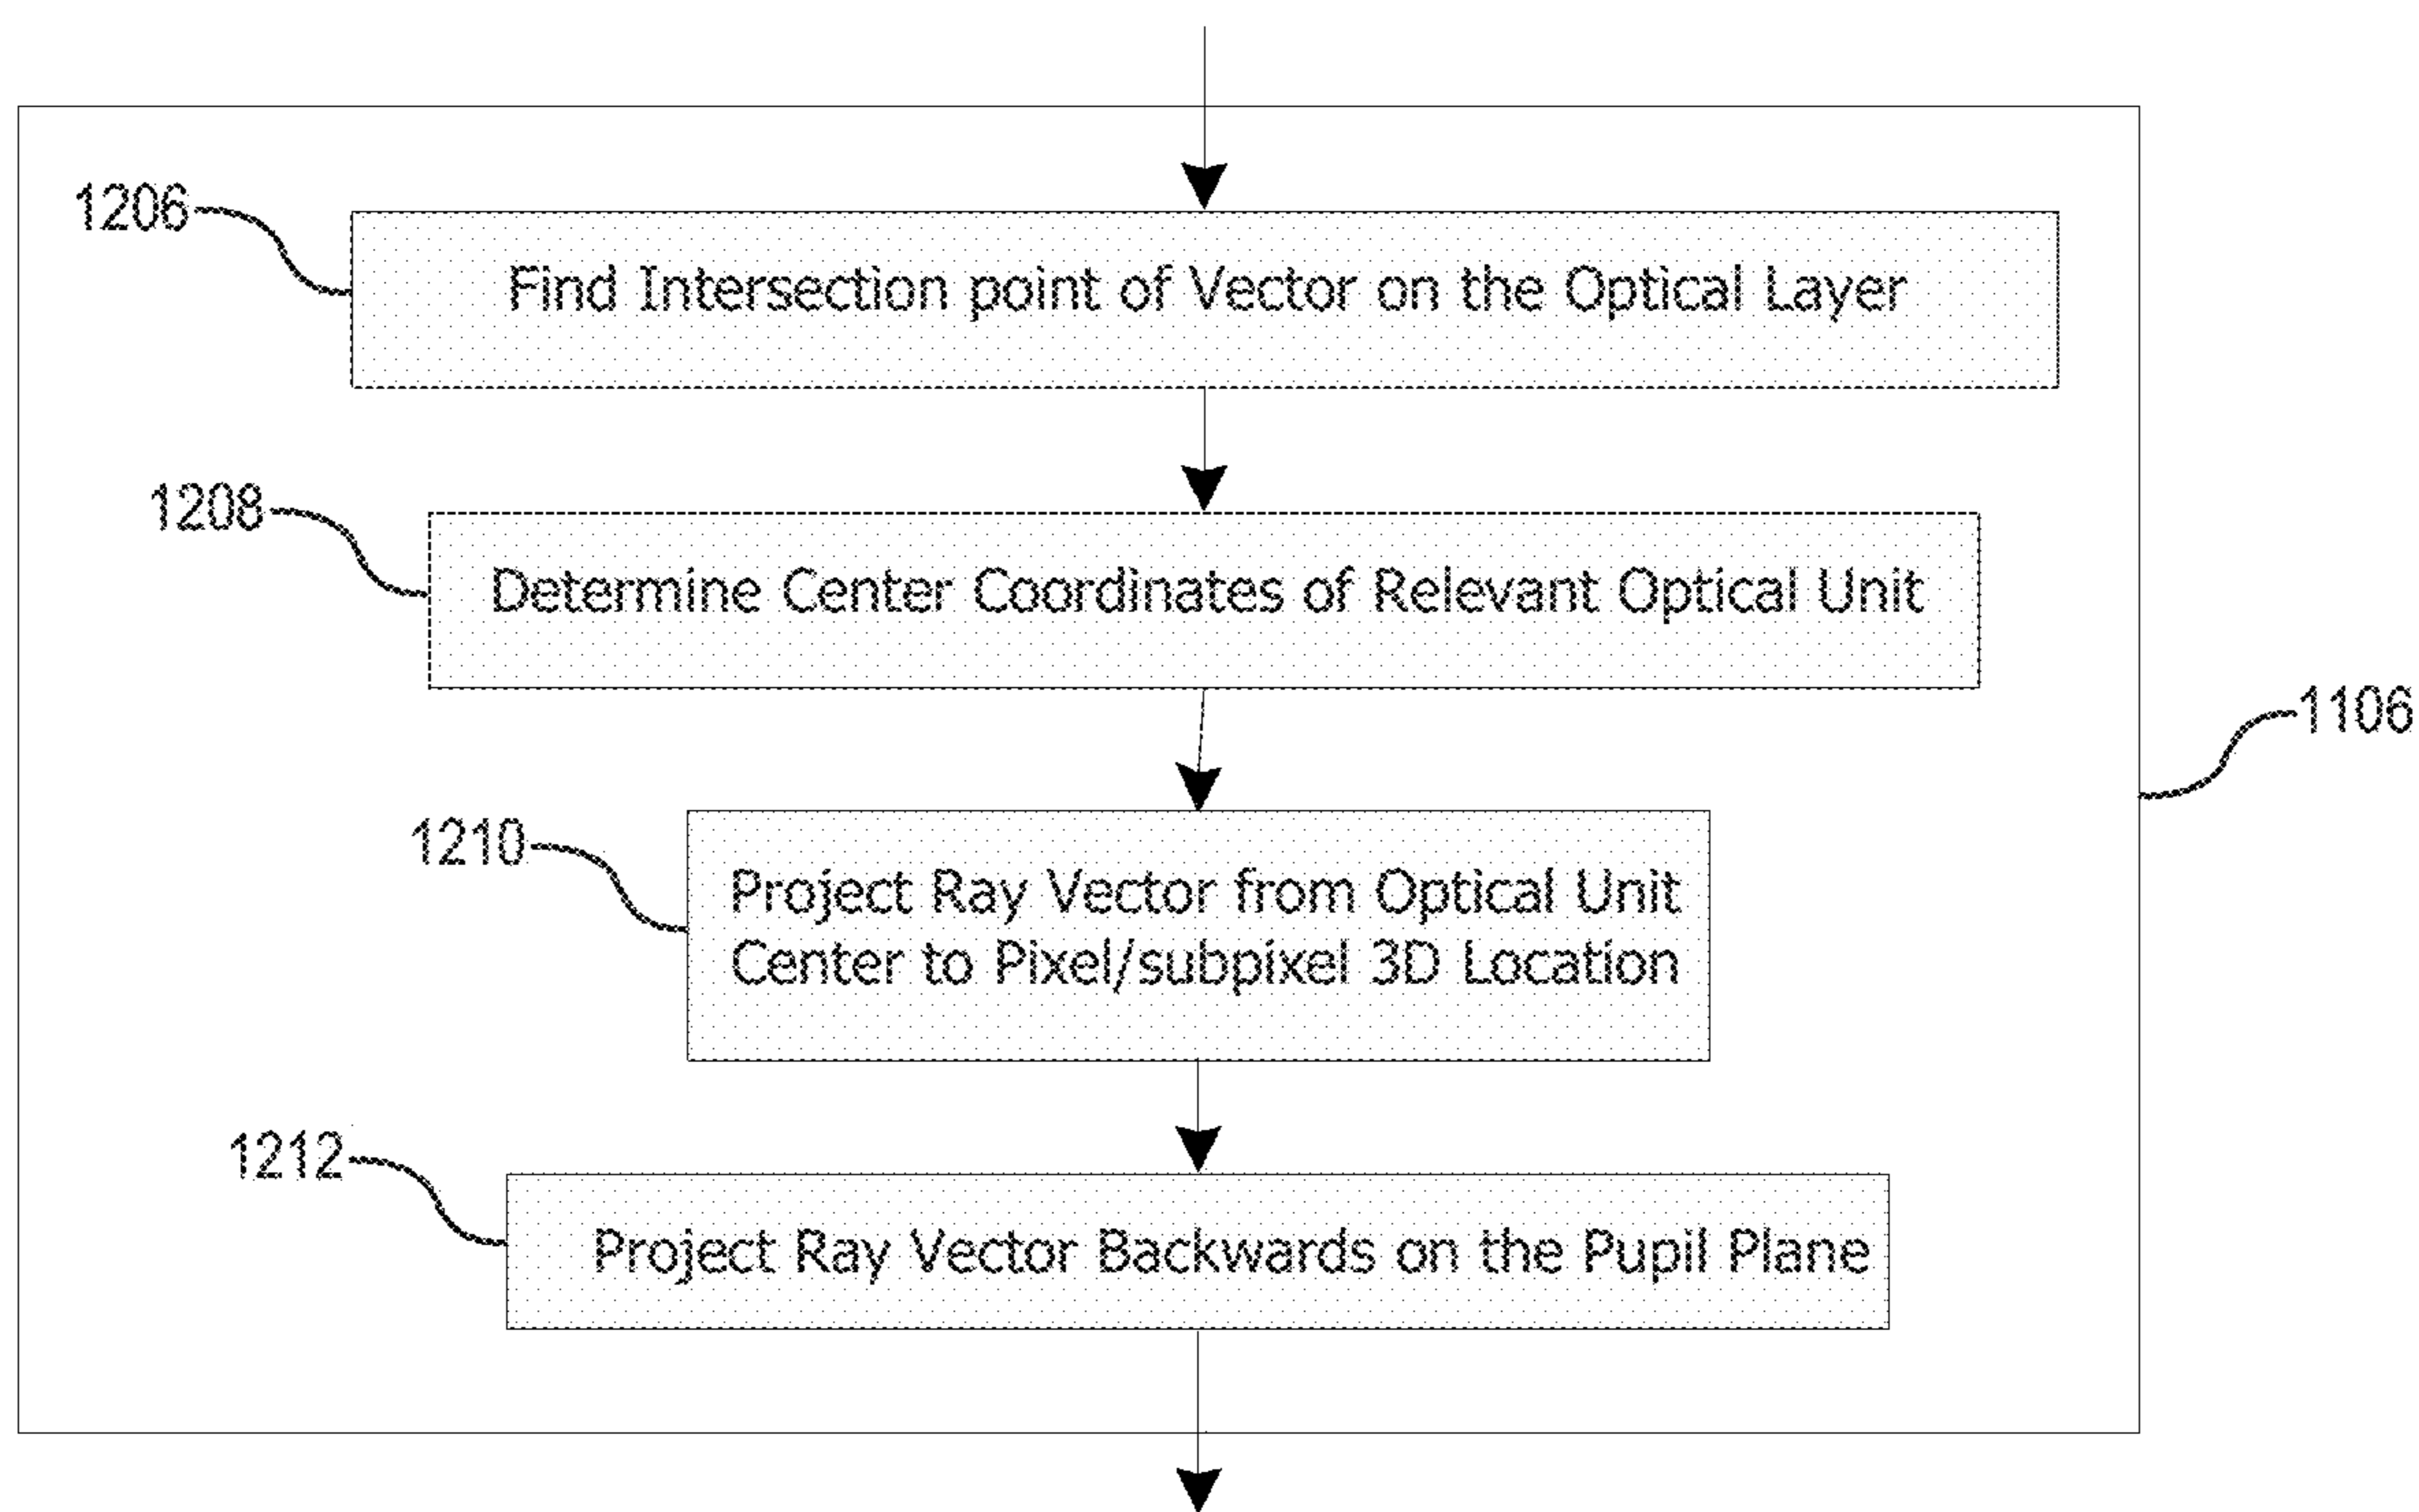 1206
Find Intersection point of Vector on the Optical Layer
1208
Determine Center Coordinates of Relevant Optical Unit
1106
1210
Project Ray Vector from Optical Unit
Center to Pixel/subpixel 3D Location
1212
Project Ray Vector Backwards on the Pupil Plane